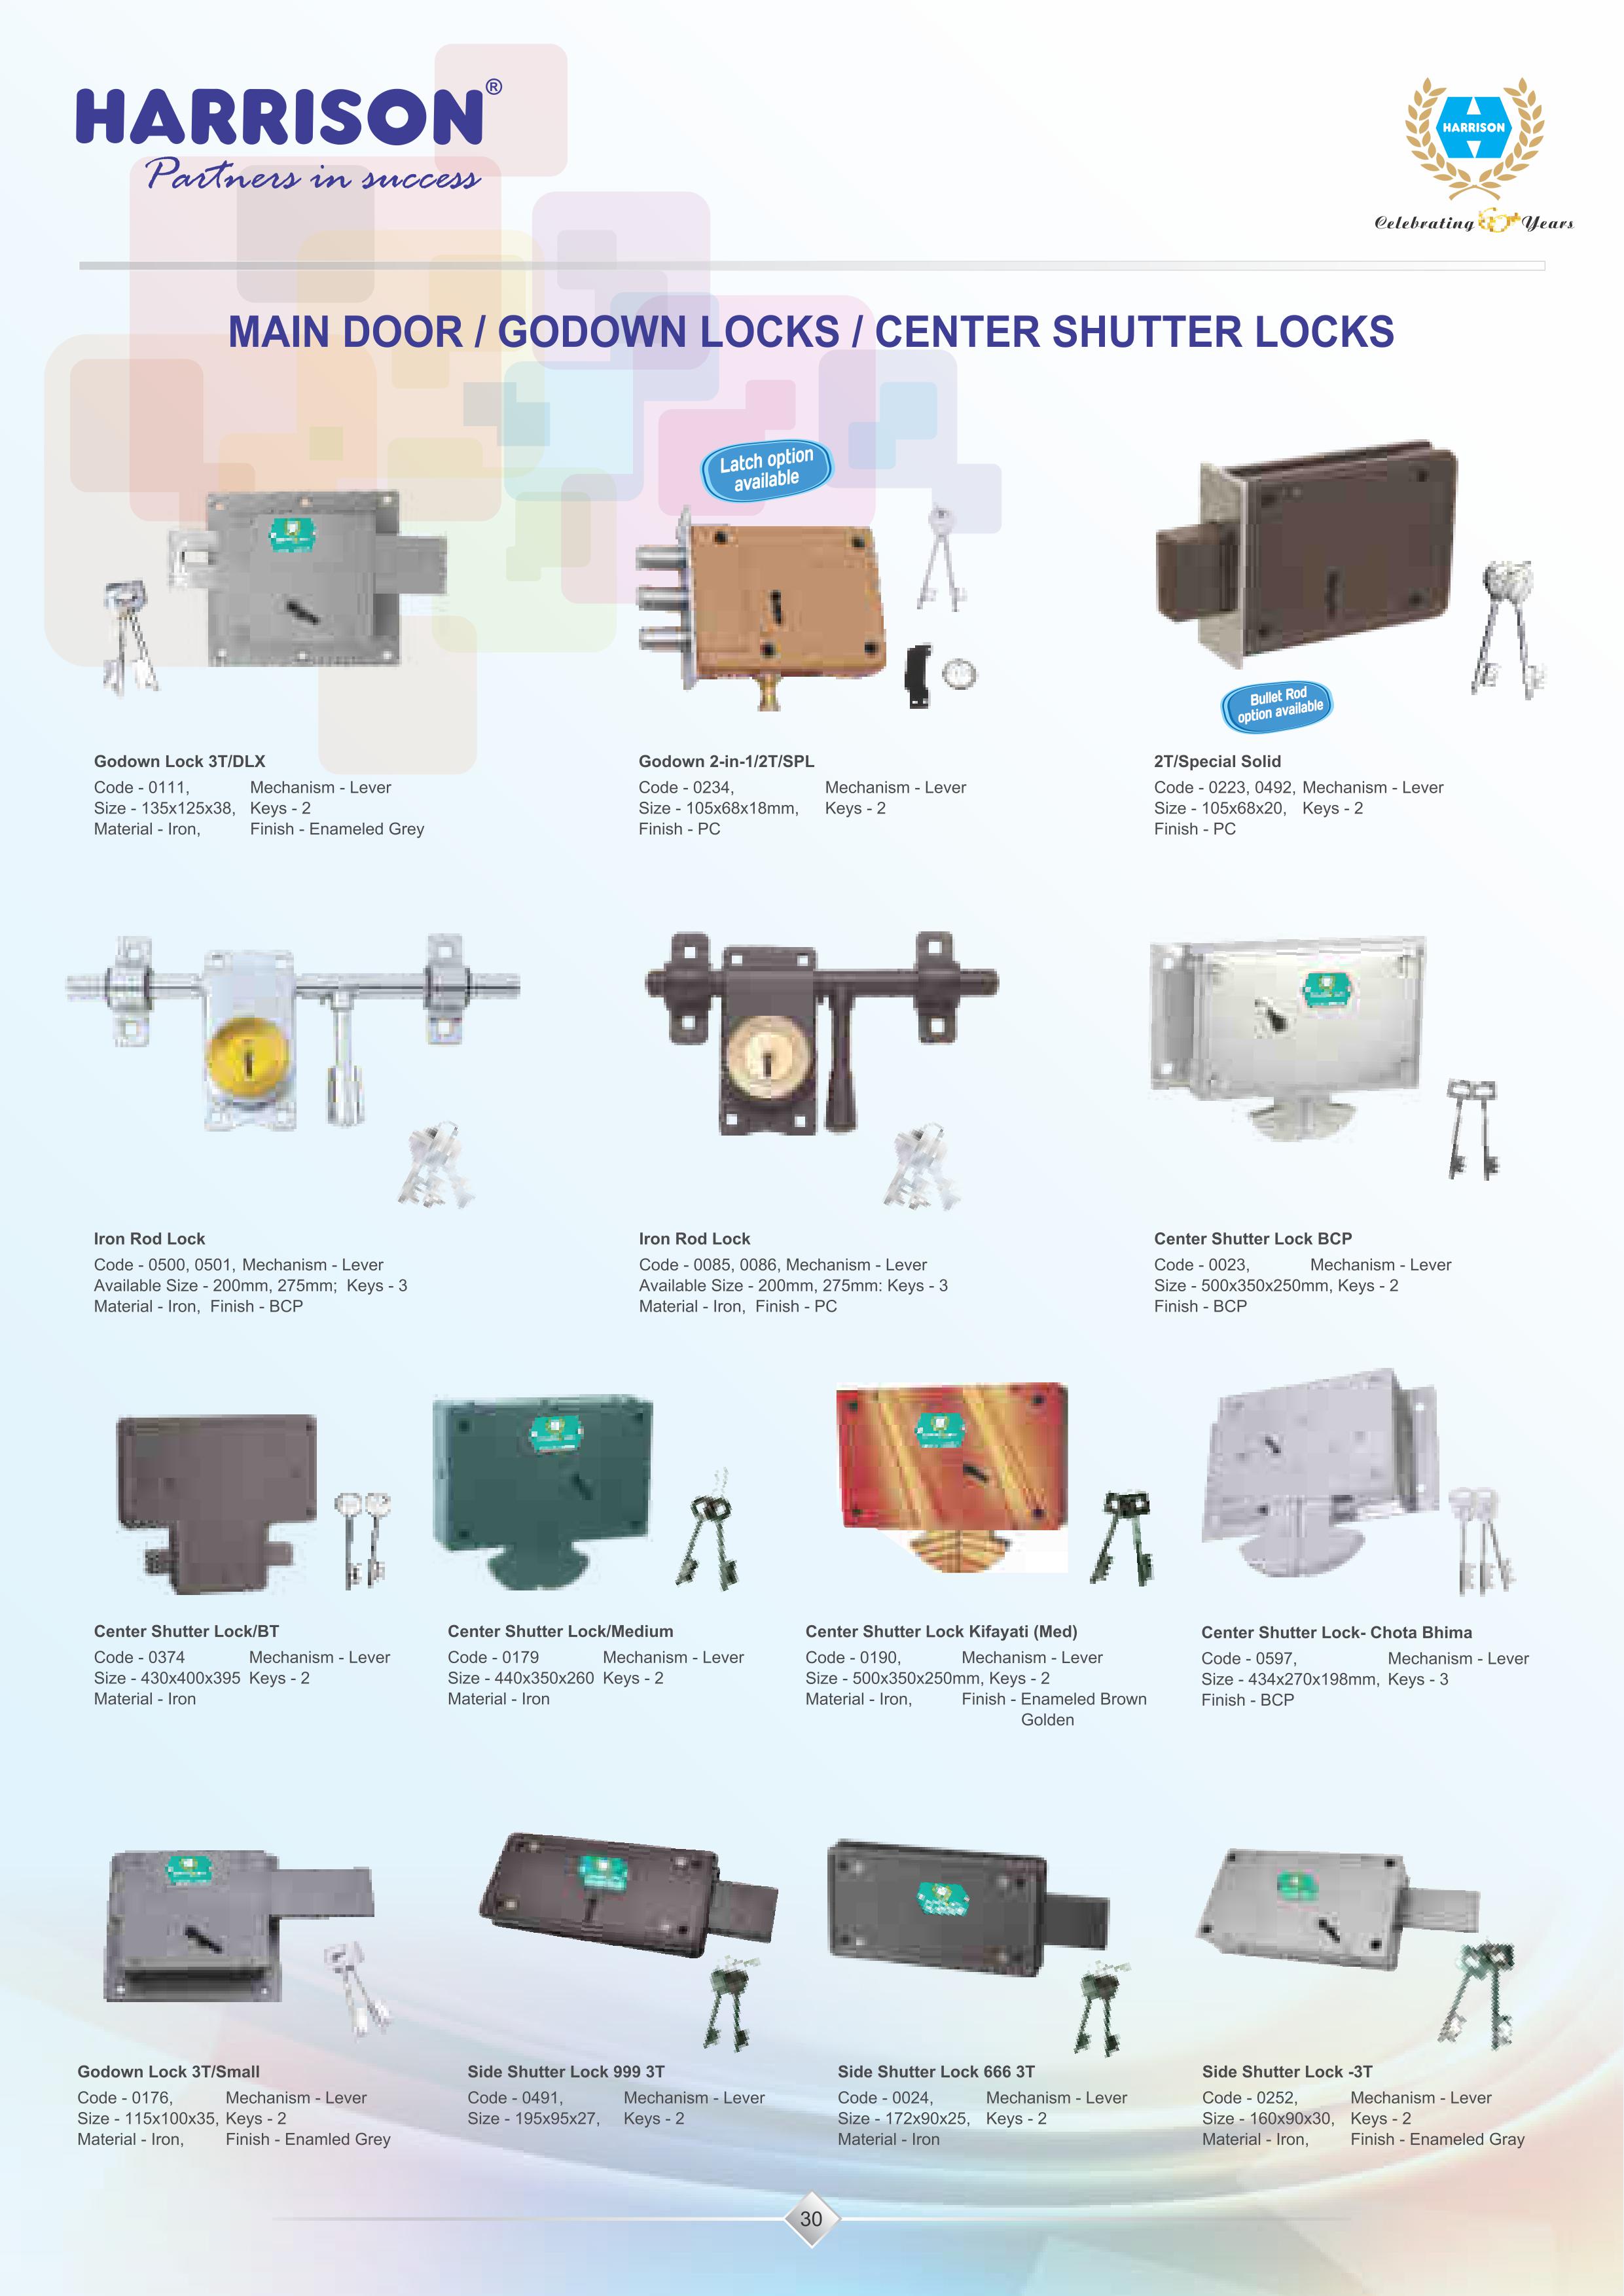 HARRISON®
Partners in success
HARRISON
Celebrating Years
MAIN DOOR / GODOWN LOCKS / CENTER SHUTTER LOCKS
Latch option
available
Bullet Rod
option available
Godown Lock 3T/DLX
Code - 0111, Mechanism - Lever
Size - 135x125x38, Keys - 2
Material - Iron, Finish - Enameled Grey
Godown 2-in-1/2T/SPL
Code - 0234, Mechanism - Lever
Size - 105x68x18mm, Keys - 2
Finish - PC
2T/Special Solid
Code - 0223, 0492, Mechanism - Lever
Size - 105x68x20, Keys - 2
Finish - PC
Iron Rod Lock
Code - 0500, 0501, Mechanism - Lever
Available Size - 200mm, 275mm; Keys - 3
Material - Iron, Finish - BCP
Iron Rod Lock
Code - 0085, 0086, Mechanism - Lever
Available Size - 200mm, 275mm: Keys - 3
Material - Iron, Finish - PC
Center Shutter Lock BCP
Code - 0023, Mechanism - Lever
Size - 500x350x250mm, Keys - 2
Finish - BCP
Center Shutter Lock/BT
Code - 0374 Mechanism - Lever
Size - 430x400x395 Keys - 2
Material - Iron
Center Shutter Lock/Medium
Code - 0179 Mechanism - Lever
Size - 440x350x260 Keys - 2
Material - Iron
Center Shutter Lock Kifayati (Med)
Code - 0190, Mechanism - Lever
Size - 500x350x250mm, Keys - 2
Material - Iron, Finish - Enameled Brown
Golden
Center Shutter Lock- Chota Bhima
Code - 0597, Mechanism - Lever
Size - 434x270x198mm, Keys - 3
Finish - BCP
Godown Lock 3T/Small
Code - 0176, Mechanism - Lever
Size - 115x100x35, Keys - 2
Material - Iron, Finish - Enamled Grey
Side Shutter Lock 999 3T
Code - 0491, Mechanism - Lever
Size - 195x95x27, Keys - 2
Side Shutter Lock 666 3T
Code - 0024, Mechanism - Lever
Size - 172x90x25, Keys - 2
Material - Iron
Side Shutter Lock -3T
Code - 0252, Mechanism - Lever
Size - 160x90x30, Keys - 2
Material - Iron, Finish - Enameled Gray
30